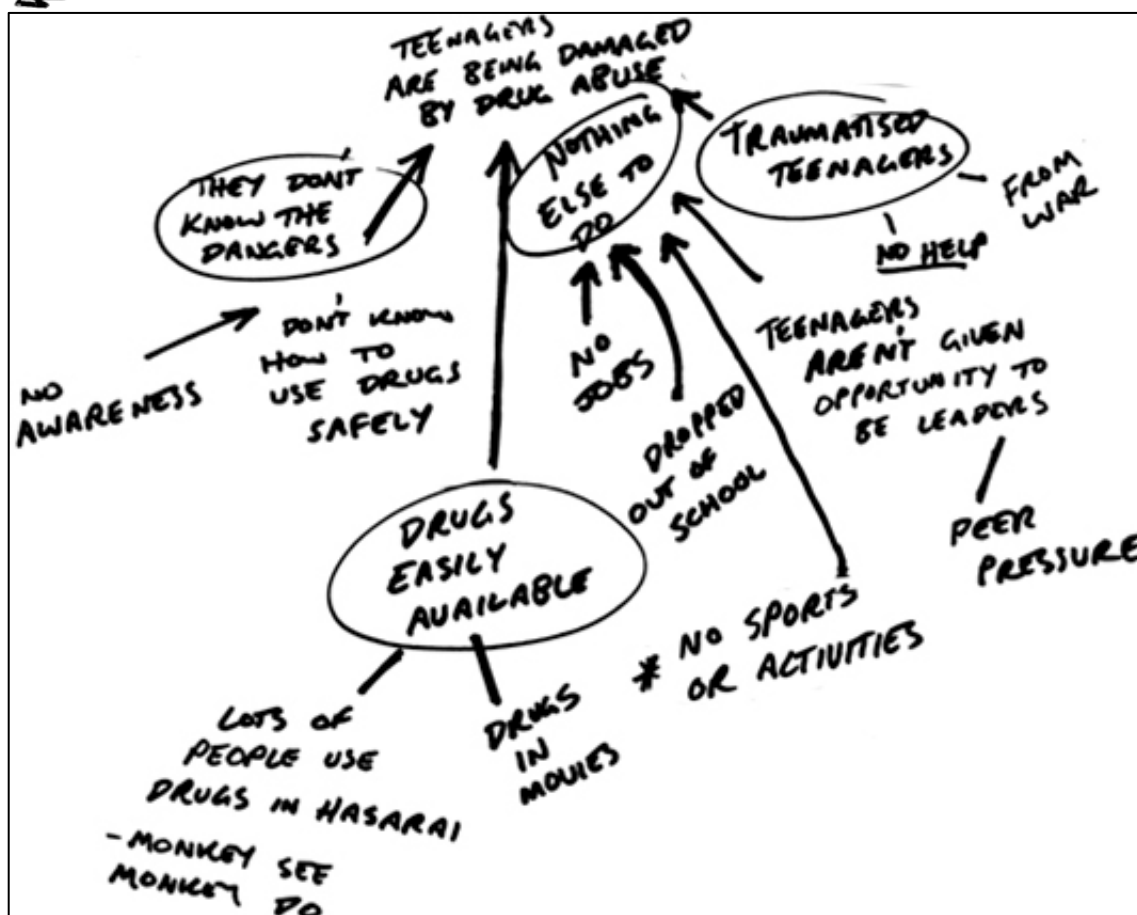 TEENAGERS
ARE BEING DAMAGED
BY DRUG ABUSE
THEY DON'T
KNOW THE
DANGERS
NOTHING
ELSE TO
DO
TRAUMATISED
TEENAGERS
FROM
WAR
NO HELP
NO
AWARENESS
DON'T KNOW
HOW TO
USE DRUGS
SAFELY
NO
JOBS
DROPPED
OUT OF
SCHOOL
TEENAGERS
AREN'T GIVEN
OPPORTUNITY TO
BE LEADERS
PEER
PRESSURE
DRUGS
EASILY
AVAILABLE
* NO SPORTS
OR ACTIVITIES
LOTS OF
PEOPLE USE
DRUGS IN HASARAI
- MONKEY SEE
MONKEY DO
DRUGS
IN
MOVIES